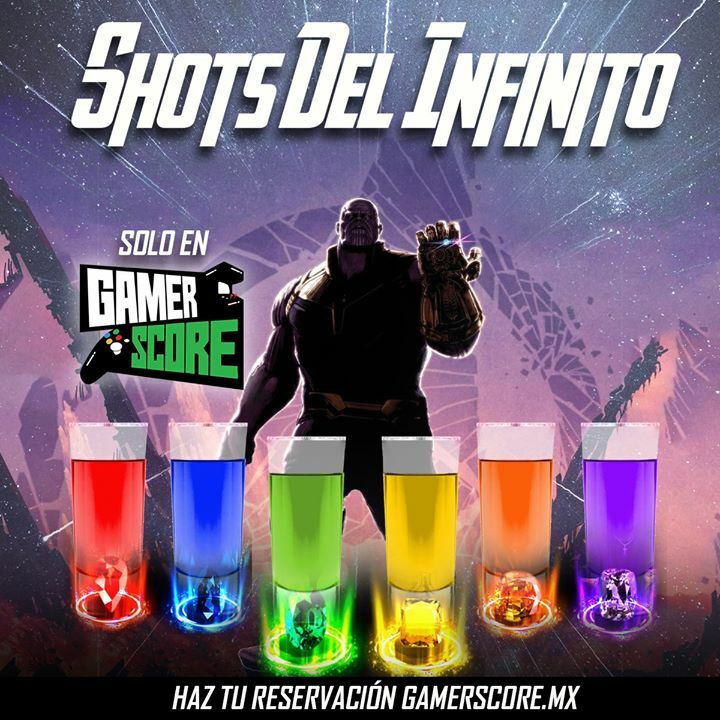 SHOTS DEL INFINITO
SOLO EN
GAMER
SCORE
HAZ TU RESERVACIÓN GAMERSCORE.MX